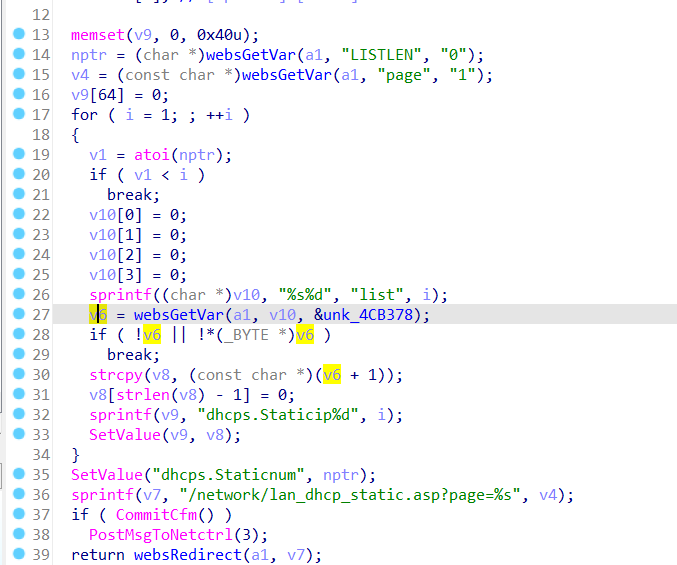 12
13 memset(v9, 0, 0x40u);
14 nptr = (char *)websGetVar(a1, "LISTLEN", "0");
15 v4 = (const char *)websGetVar(a1, "page", "1");
16 v9[64] = 0;
17 for ( i = 1; ; ++i )
18 {
19 v1 = atoi(nptr);
20 if ( v1 < i )
21 break;
22 v10[0] = 0;
23 v10[1] = 0;
24 v10[2] = 0;
25 v10[3] = 0;
26 sprintf((char *)v10, "%s%d", "list", i);
27 v6 = websGetVar(a1, v10, &unk_4CB378);
28 if ( !v6 || !*(_BYTE *)v6 )
29 break;
30 strcpy(v8, (const char *)(v6 + 1));
31 v8[strlen(v8) - 1] = 0;
32 sprintf(v9, "dhcps.Staticip%d", i);
33 SetValue(v9, v8);
34 }
35 SetValue("dhcps.Staticnum", nptr);
36 sprintf(v7, "/network/lan_dhcp_static.asp?page=%s", v4);
37 if ( CommitCfm() )
38 PostMsgToNetctrl(3);
39 return websRedirect(a1, v7);